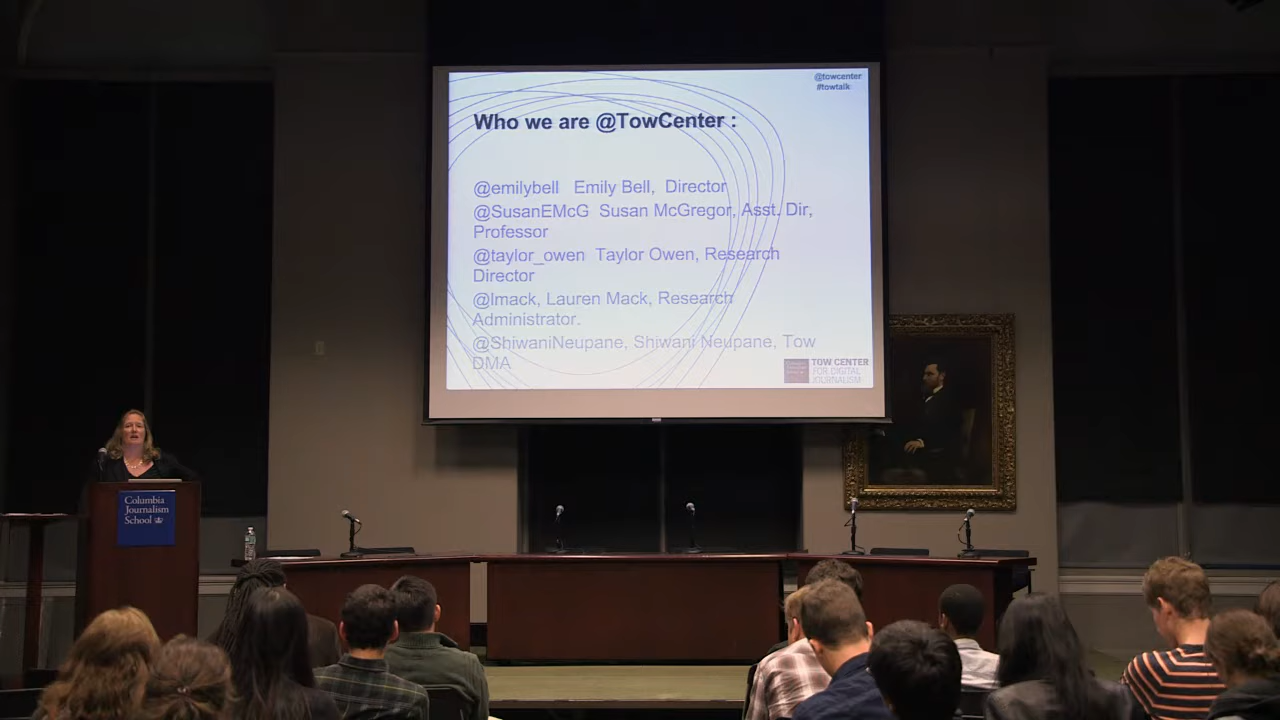 @towcenter
#towtalk
Who we are @TowCenter :
@emilybell Emily Bell, Director
@SusanEMcG Susan McGregor, Asst. Dir,
Professor
@taylor_owen Taylor Owen, Research
Director
@lmack, Lauren Mack, Research
Administrator.
@ShiwaniNeupane, Shiwani Neupane, Tow
DMA
TOW CENTER
FOR DIGITAL
JOURNALISM
Columbia
Journalism
School